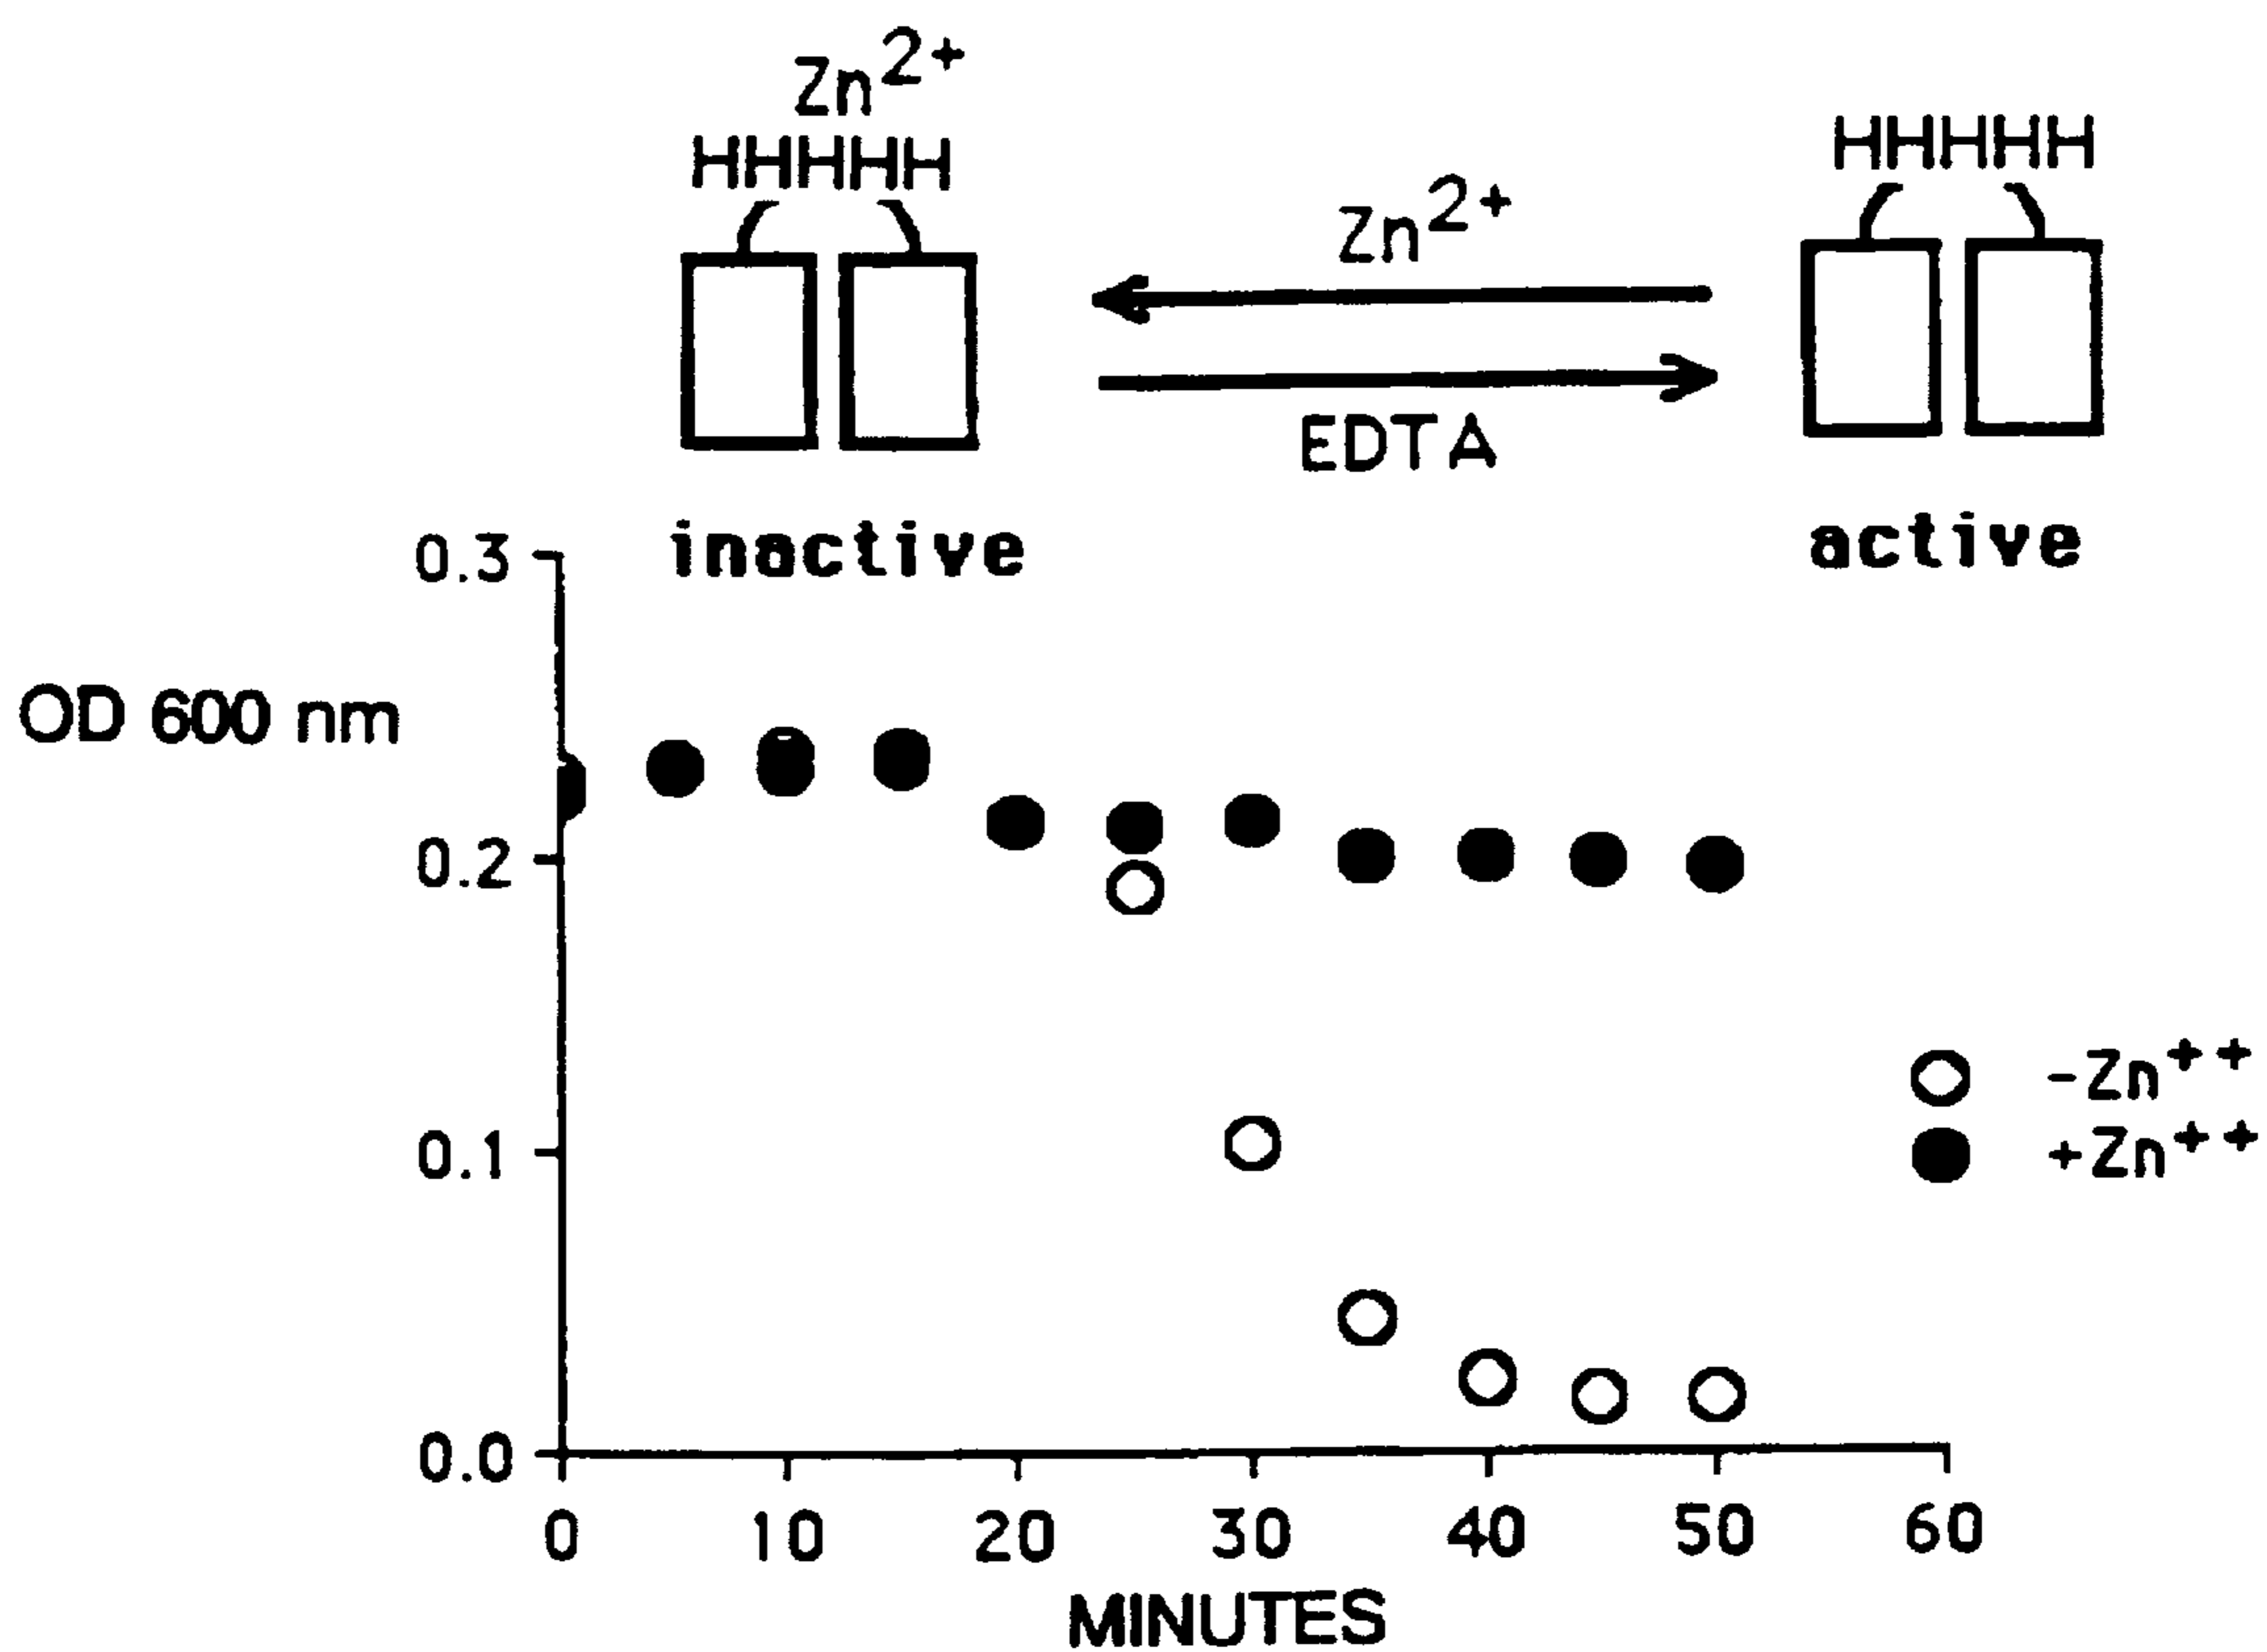 Zn2+
HHHHH
HHHHH
Zn2+
EDTA
inactive
active
0.3
OD 600 nm
0.2
0.1
0.0
-Zn++
+Zn++
0 10 20 30 40 50 60
MINUTES